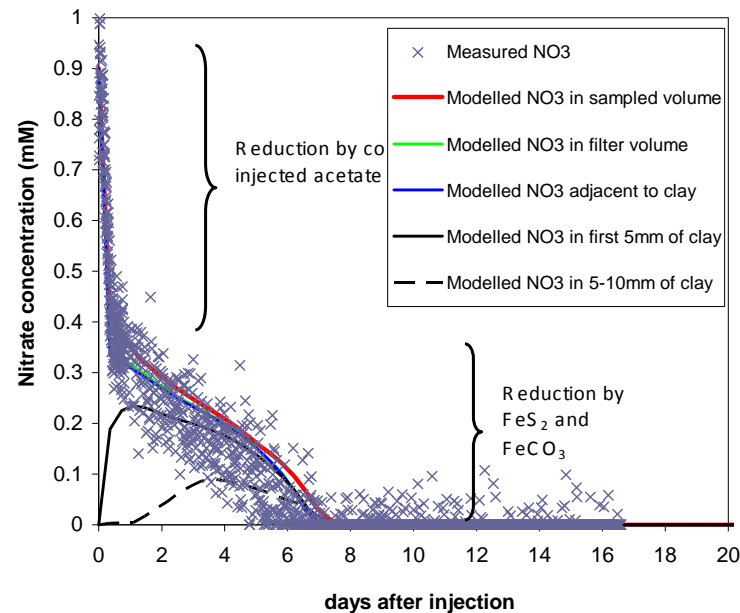 1
0.9
0.8
0.7
0.6
0.5
0.4
0.3
0.2
0.1
0
Nitrate concentration (mM)
Measured NO3
Modelled NO3 in sampled volume
Modelled NO3 in filter volume
Modelled NO3 adjacent to clay
Modelled NO3 in first 5mm of clay
Modelled NO3 in 5-10mm of clay
Reduction by co
injected acetate
Reduction by
FeS₂ and
FeCO₃
0 2 4 6 8 10 12 14 16 18 20
days after injection